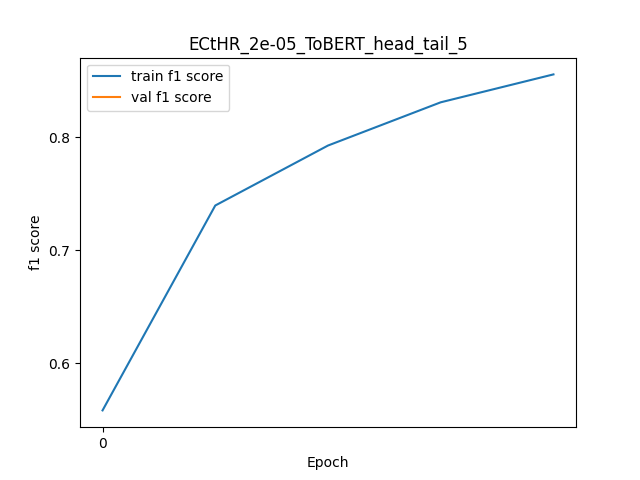 ECtHR_2e-05_ToBERT_head_tail_5
train f1 score
val f1 score
0.8
0.7
0.6
f1 score
0
Epoch